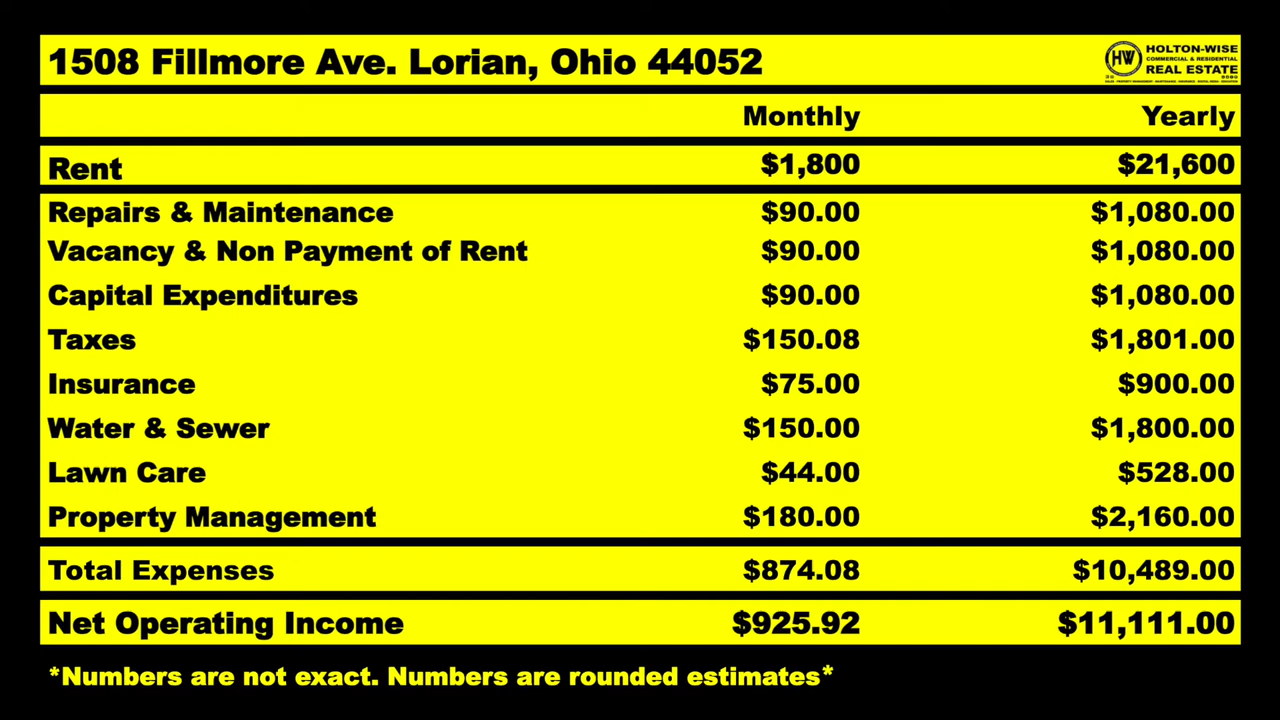 1508 Fillmore Ave. Lorian, Ohio 44052
HW
HOLTON-WISE
COMMERCIAL & RESIDENTIAL
REAL ESTATE
Monthly Yearly
Rent $1,800 $21,600
Repairs & Maintenance $90.00 $1,080.00
Vacancy & Non Payment of Rent $90.00 $1,080.00
Capital Expenditures $90.00 $1,080.00
Taxes $150.08 $1,801.00
Insurance $75.00 $900.00
Water & Sewer $150.00 $1,800.00
Lawn Care $44.00 $528.00
Property Management $180.00 $2,160.00
Total Expenses $874.08 $10,489.00
Net Operating Income $925.92 $11,111.00
*Numbers are not exact. Numbers are rounded estimates*